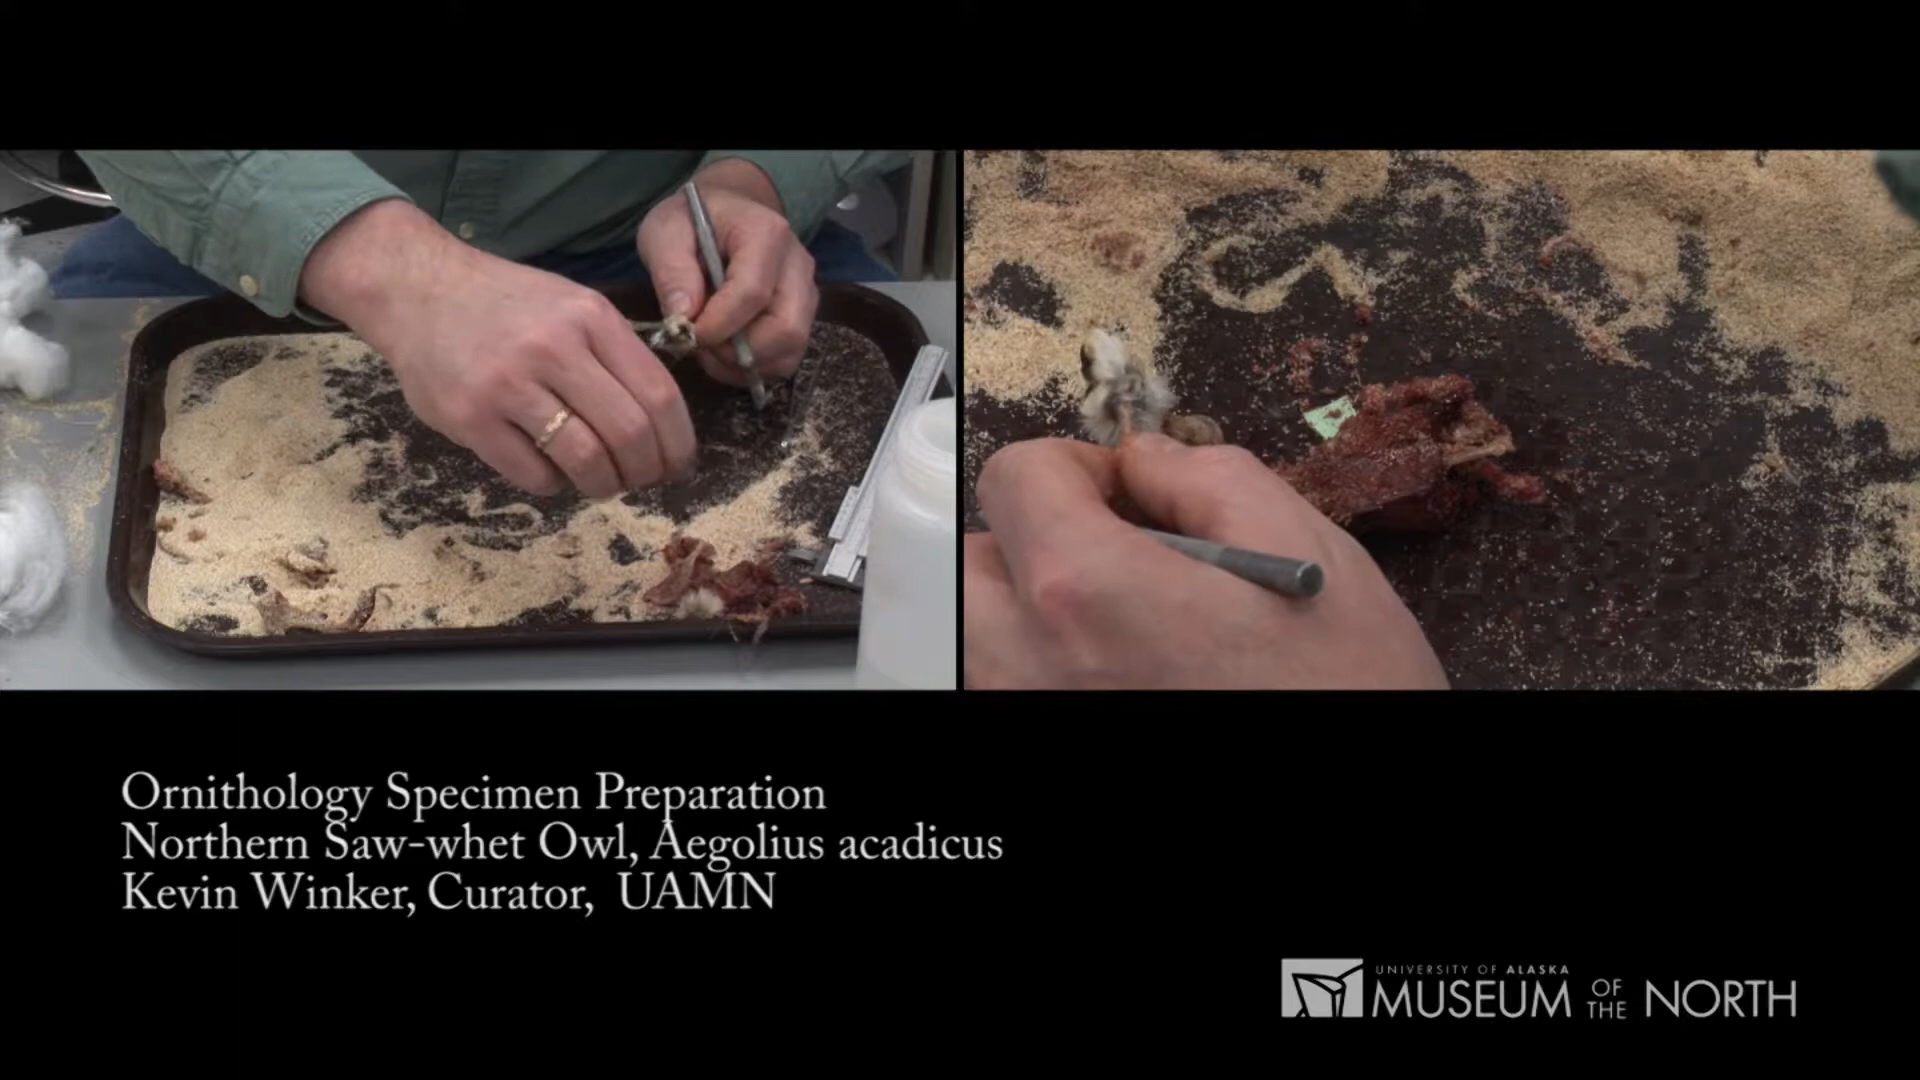 Ornithology Specimen Preparation
Northern Saw-whet Owl, Aegolius acadicus
Kevin Winker, Curator, UAMN
UNIVERSITY OF ALASKA
MUSEUM OF THE NORTH